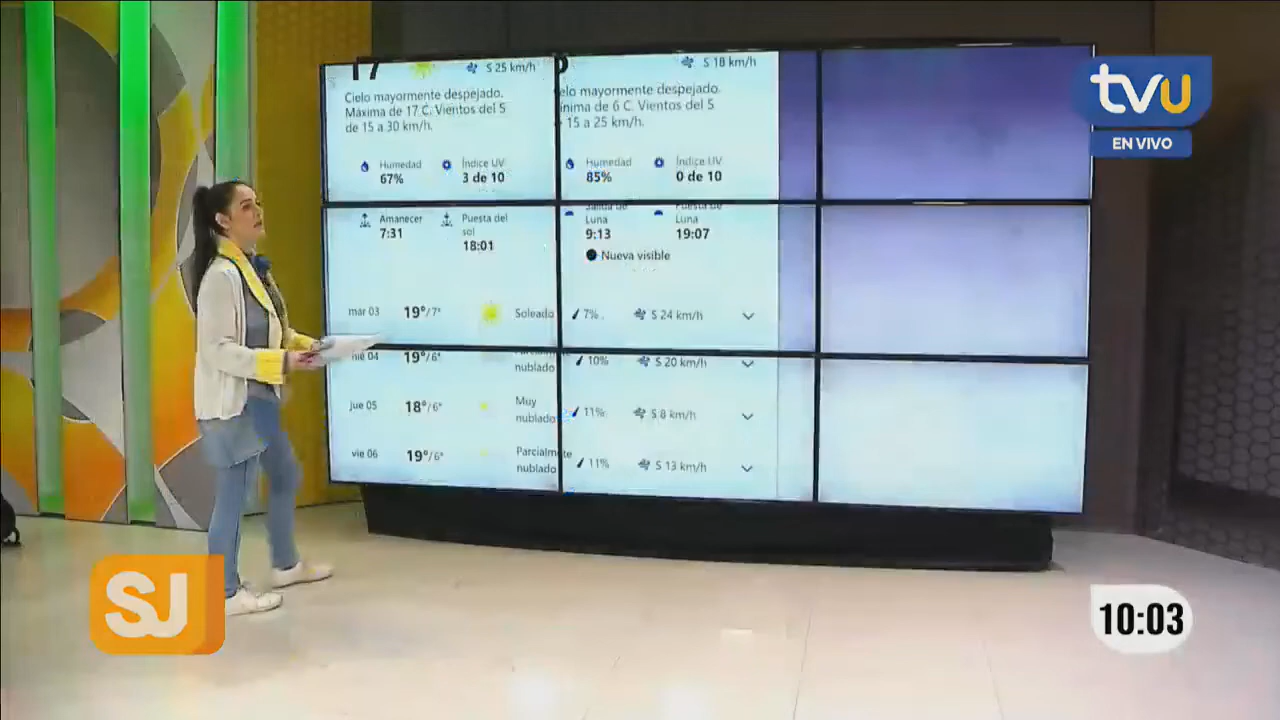 17
S 25 km/h
S 18 km/h
Cielo mayormente despejado.
Máxima de 17 C. Vientos del S
de 15 a 30 km/h.
elo mayormente despejado.
ínima de 6 C. Vientos del S
15 a 25 km/h.
Humedad
67%
Índice UV
3 de 10
Humedad
85%
Índice UV
0 de 10
Amanecer
7:31
Puesta del
sol
18:01
Salida de
Luna
9:13
Puesta de
Luna
19:07
Nueva visible
mar 03 19°/7° Soleado 7% S 24 km/h
mié 04 19°/6° Parcialmente nublado 10% S 20 km/h
jue 05 18°/6° Muy nublado 11% S 8 km/h
vie 06 19°/6° Parcialmente nublado 11% S 13 km/h
tvu
EN VIVO
SJ
10:03